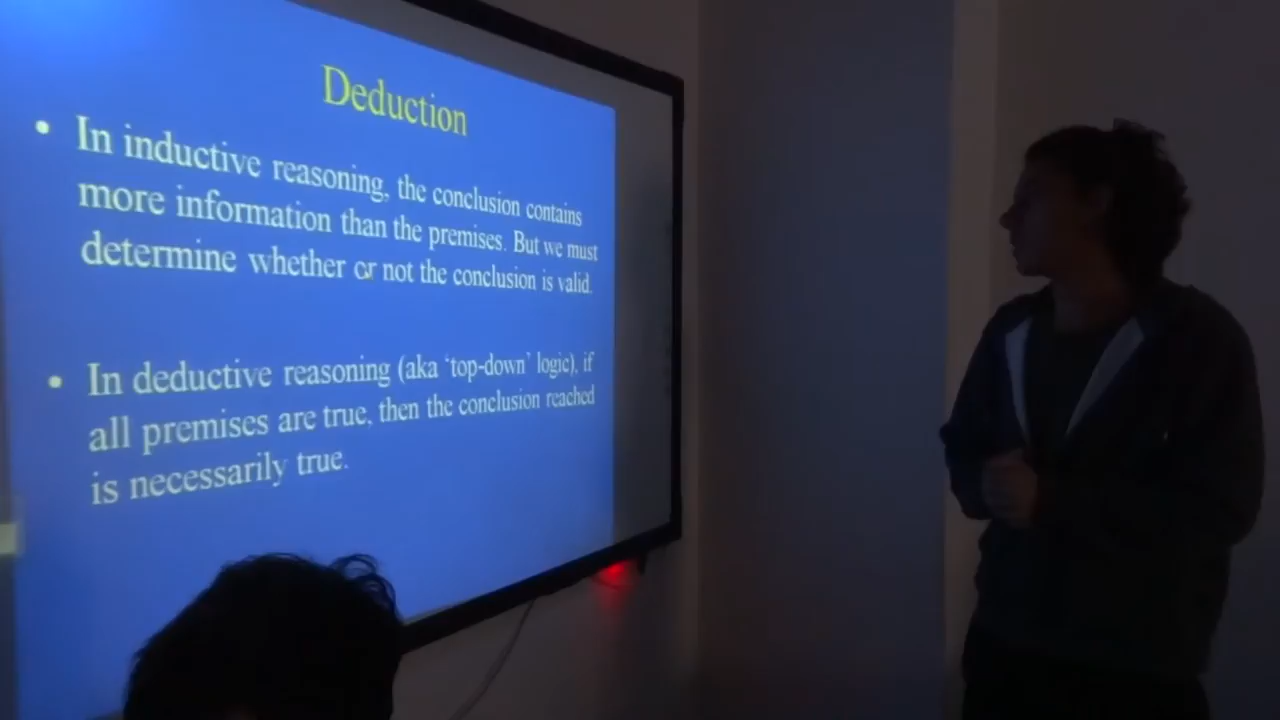 Deduction
• In inductive reasoning, the conclusion contains
more information than the premises. But we must
determine whether or not the conclusion is valid.
• In deductive reasoning (aka ‘top-down’ logic), if
all premises are true, then the conclusion reached
is necessarily true.